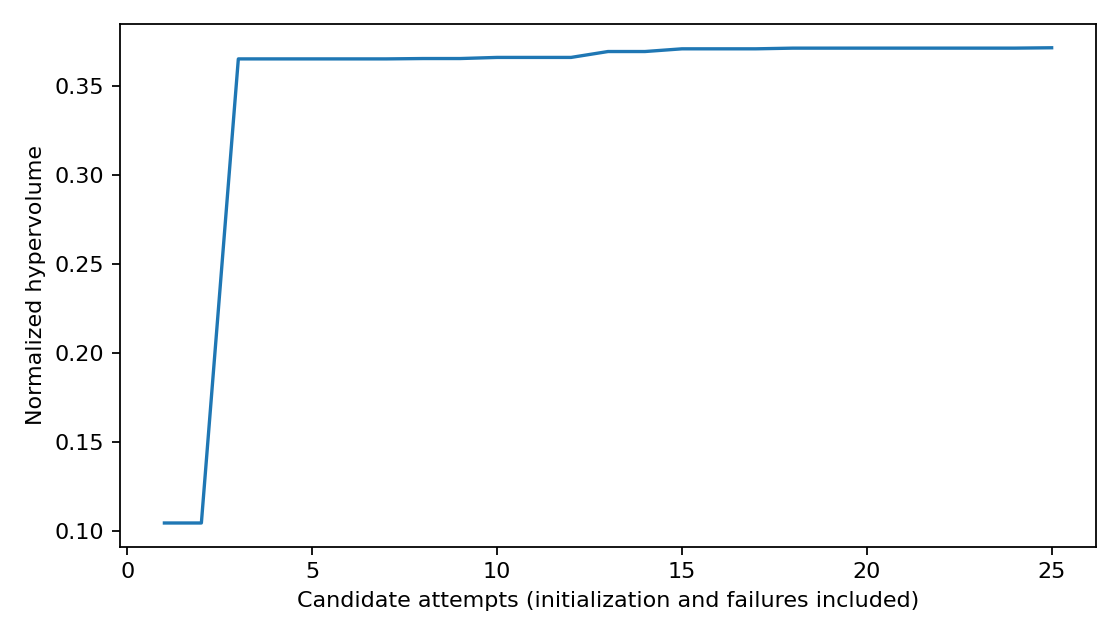 Normalized hypervolume
0.35
0.30
0.25
0.20
0.15
0.10
0 5 10 15 20 25
Candidate attempts (initialization and failures included)